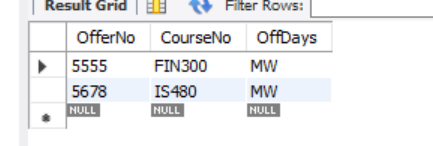 Result Grid Filter Rows:
OfferNo CourseNo OffDays
5555 FIN300 MW
5678 IS480 MW
NULL NULL NULL